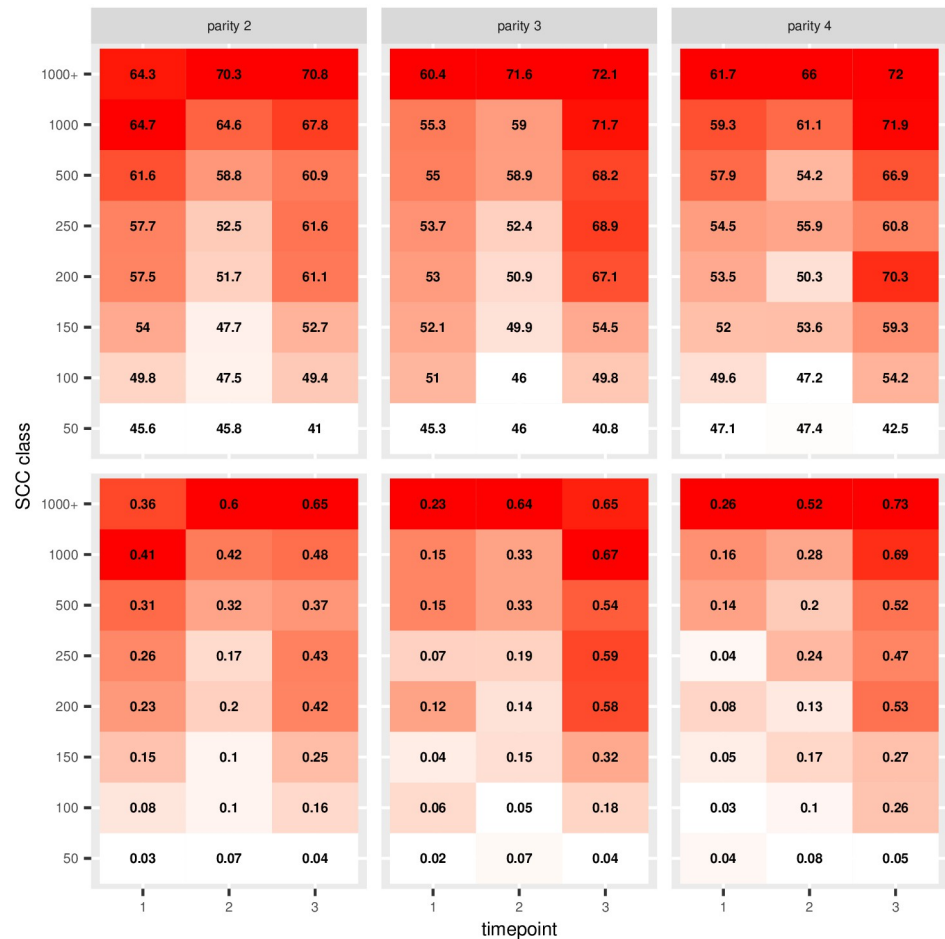 parity 2 parity 3 parity 4
1000+ 64.3 70.3 70.8 60.4 71.6 72.1 61.7 66 72
1000 64.7 64.6 67.8 55.3 59 71.7 59.3 61.1 71.9
500 61.6 58.8 60.9 55 58.9 68.2 57.9 54.2 66.9
250 57.7 52.5 61.6 53.7 52.4 68.9 54.5 55.9 60.8
200 57.5 51.7 61.1 53 50.9 67.1 53.5 50.3 70.3
150 54 47.7 52.7 52.1 49.9 54.5 52 53.6 59.3
100 49.8 47.5 49.4 51 46 49.8 49.6 47.2 54.2
50 45.6 45.8 41 45.3 46 40.8 47.1 47.4 42.5
SCC class
1000+ 0.36 0.6 0.65 0.23 0.64 0.65 0.26 0.52 0.73
1000 0.41 0.42 0.48 0.15 0.33 0.67 0.16 0.28 0.69
500 0.31 0.32 0.37 0.15 0.33 0.54 0.14 0.2 0.52
250 0.26 0.17 0.43 0.07 0.19 0.59 0.04 0.24 0.47
200 0.23 0.2 0.42 0.12 0.14 0.58 0.08 0.13 0.53
150 0.15 0.1 0.25 0.04 0.15 0.32 0.05 0.17 0.27
100 0.08 0.1 0.16 0.06 0.05 0.18 0.03 0.1 0.26
50 0.03 0.07 0.04 0.02 0.07 0.04 0.04 0.08 0.05
1 2 3 1 2 3 1 2 3
timepoint